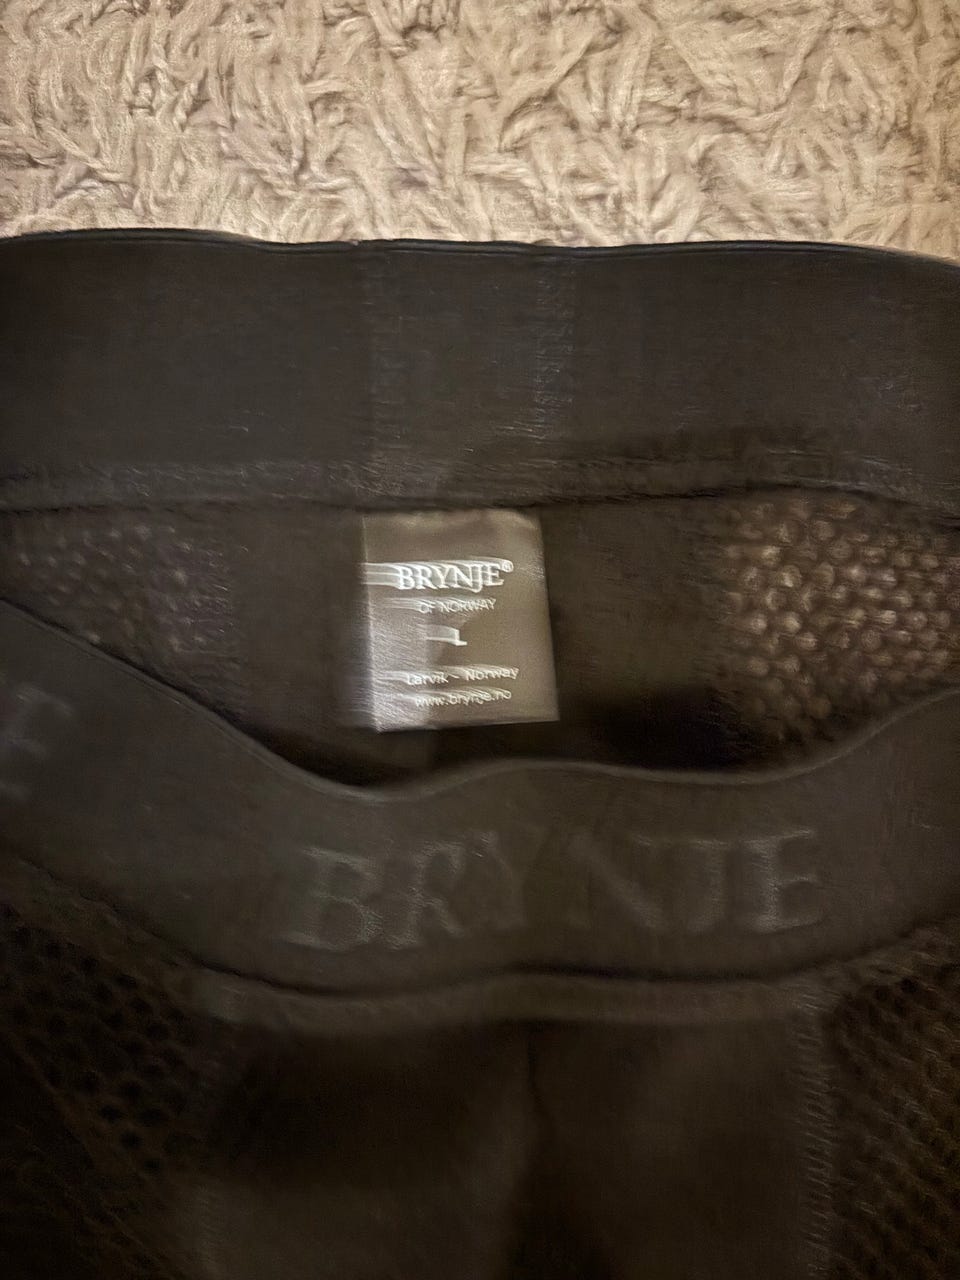 BRYNJE®
OF NORWAY
L
Larvik - Norway
www.brynje.no
BRYNJE